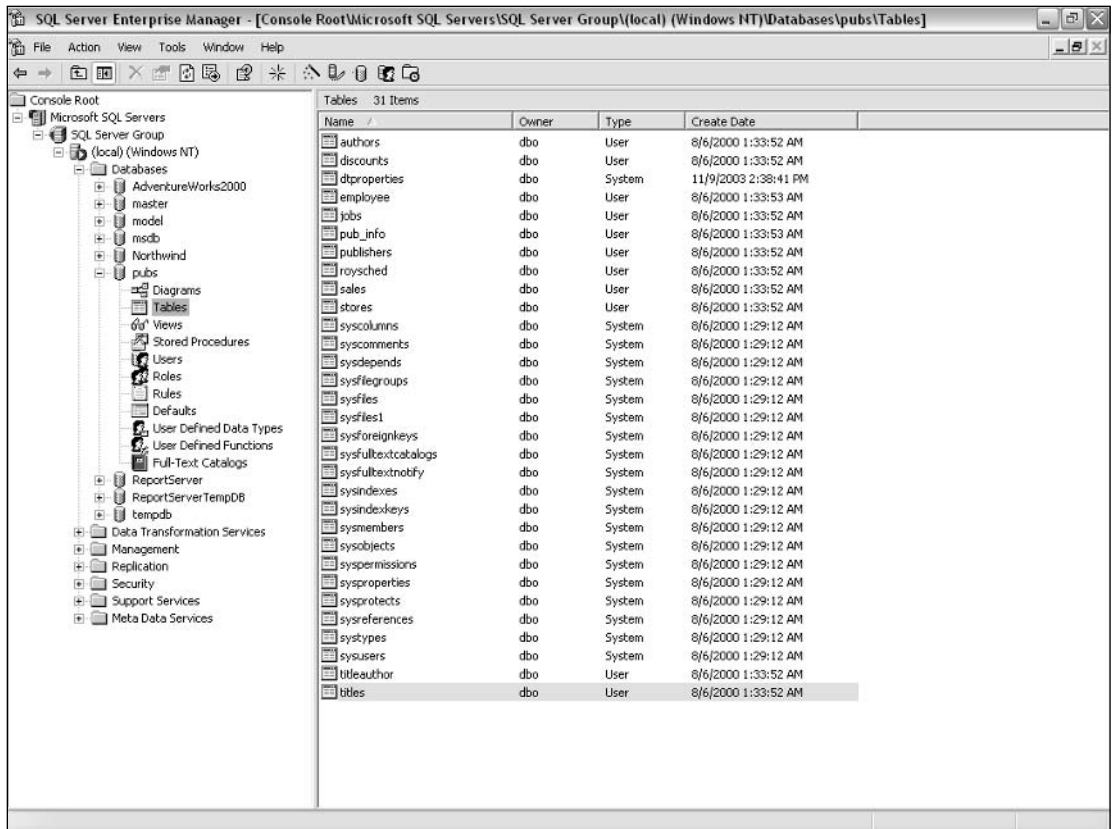 SQL Server Enterprise Manager - [Console Root\Microsoft SQL Servers\SQL Server Group\(local) (Windows NT)\Databases\pubs\Tables]
File Action View Tools Window Help
Console Root
Microsoft SQL Servers
SQL Server Group
(local) (Windows NT)
Databases
AdventureWorks2000
master
model
msdb
Northwind
pubs
Diagrams
Tables
Views
Stored Procedures
Users
Roles
Rules
Defaults
User Defined Data Types
User Defined Functions
Full-Text Catalogs
ReportServer
ReportServerTempDB
tempdb
Data Transformation Services
Management
Replication
Security
Support Services
Meta Data Services
Tables 31 Items
Name Owner Type Create Date
authors dbo User 8/6/2000 1:33:52 AM
discounts dbo User 8/6/2000 1:33:52 AM
dtproperties dbo System 11/9/2003 2:38:41 PM
employee dbo User 8/6/2000 1:33:53 AM
jobs dbo User 8/6/2000 1:33:52 AM
pub_info dbo User 8/6/2000 1:33:53 AM
publishers dbo User 8/6/2000 1:33:52 AM
roysched dbo User 8/6/2000 1:33:52 AM
sales dbo User 8/6/2000 1:33:52 AM
stores dbo User 8/6/2000 1:33:52 AM
syscolumns dbo System 8/6/2000 1:29:12 AM
syscomments dbo System 8/6/2000 1:29:12 AM
sysdepends dbo System 8/6/2000 1:29:12 AM
sysfilegroups dbo System 8/6/2000 1:29:12 AM
sysfiles dbo System 8/6/2000 1:29:12 AM
sysfiles1 dbo System 8/6/2000 1:29:12 AM
sysforeignkeys dbo System 8/6/2000 1:29:12 AM
sysfulltextcatalogs dbo System 8/6/2000 1:29:12 AM
sysfulltextnotify dbo System 8/6/2000 1:29:12 AM
sysindexes dbo System 8/6/2000 1:29:12 AM
sysindexkeys dbo System 8/6/2000 1:29:12 AM
sysmembers dbo System 8/6/2000 1:29:12 AM
sysobjects dbo System 8/6/2000 1:29:12 AM
syspermissions dbo System 8/6/2000 1:29:12 AM
sysproperties dbo System 8/6/2000 1:29:12 AM
sysprotects dbo System 8/6/2000 1:29:12 AM
sysreferences dbo System 8/6/2000 1:29:12 AM
systypes dbo System 8/6/2000 1:29:12 AM
sysusers dbo System 8/6/2000 1:29:12 AM
titleauthor dbo User 8/6/2000 1:33:52 AM
titles dbo User 8/6/2000 1:33:52 AM